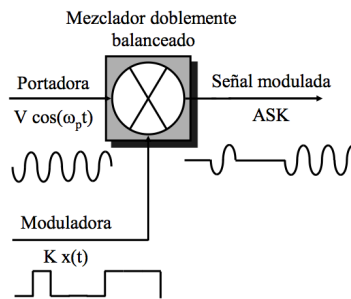 Mezclador doblemente
balanceado
Portadora
V cos(ωpt)
Señal modulada
ASK
Moduladora
K x(t)